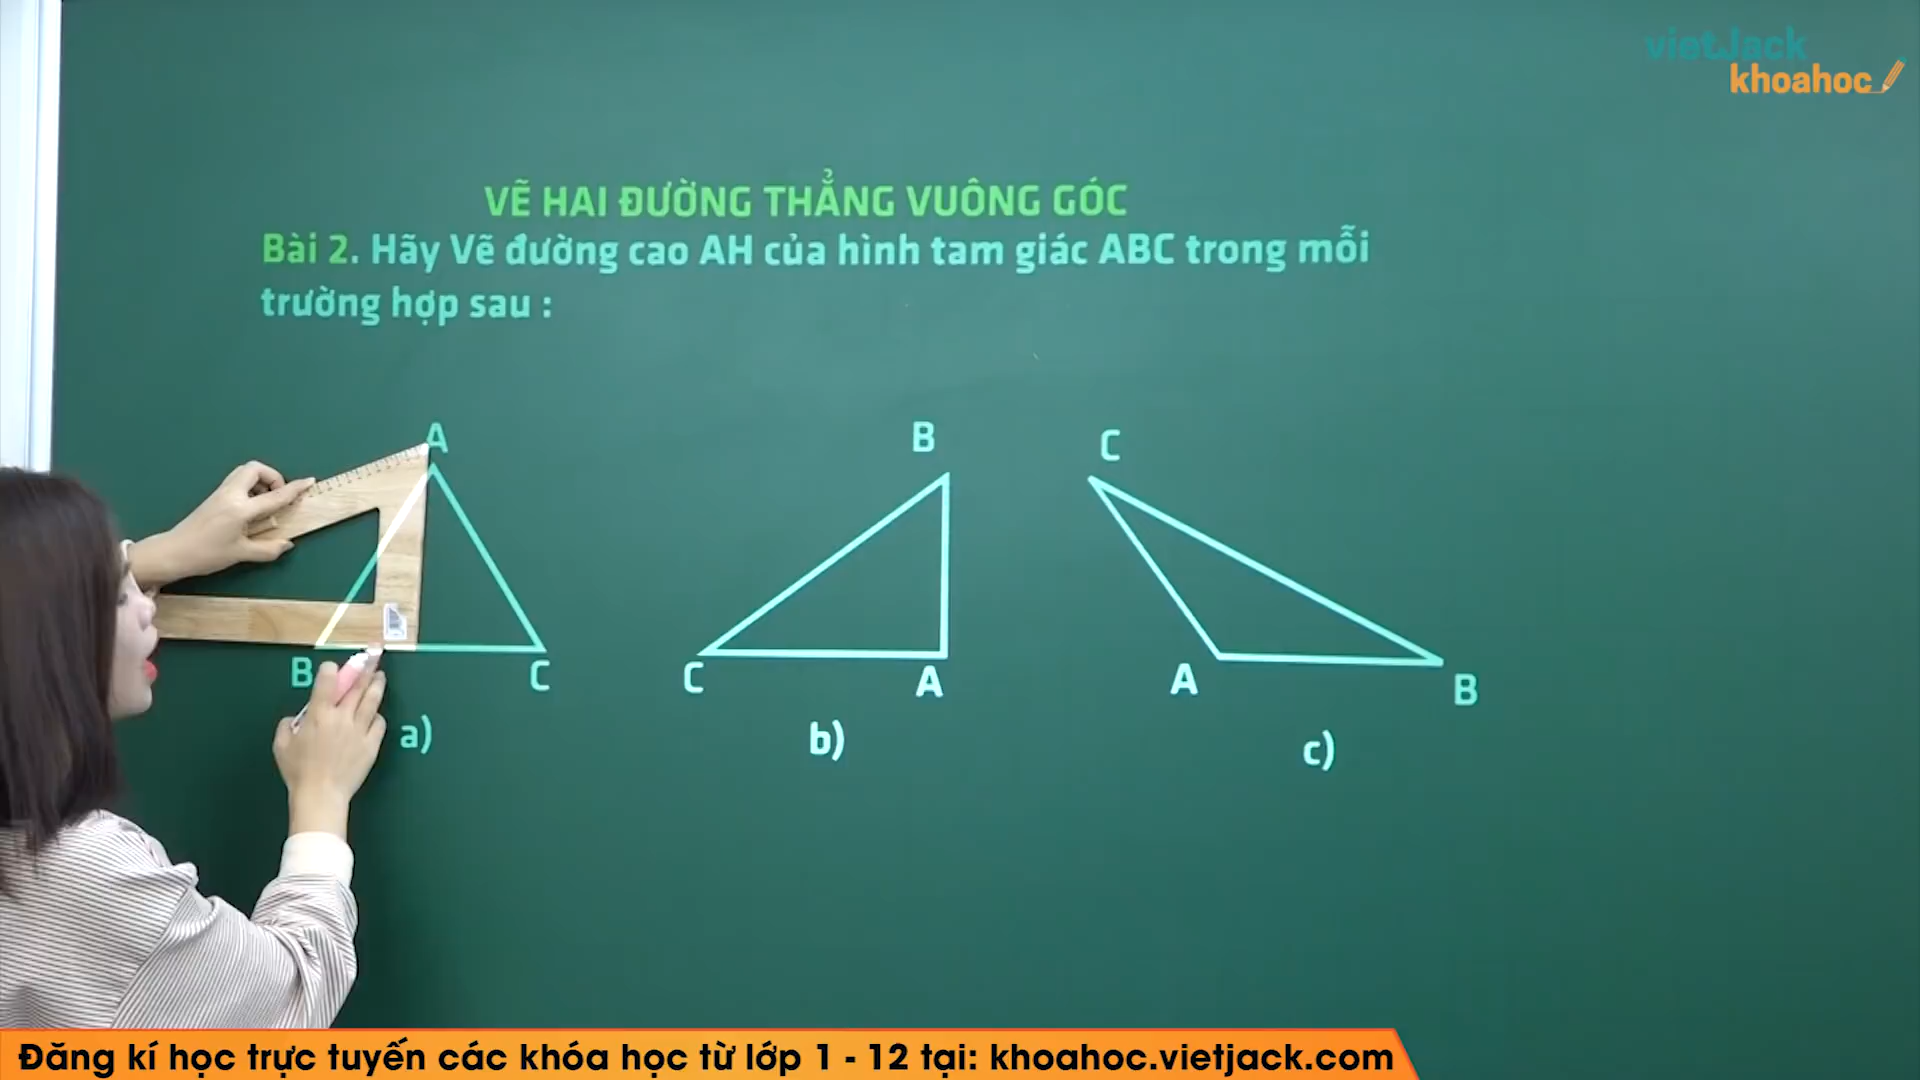 vietJack
khoahoc
VẼ HAI ĐƯỜNG THẲNG VUÔNG GÓC
Bài 2. Hãy Vẽ đường cao AH của hình tam giác ABC trong mỗi
trường hợp sau :
A
B
C
a)
B
C
A
b)
C
A
B
c)
Đăng kí học trực tuyến các khóa học từ lớp 1 - 12 tại: khoahoc.vietjack.com